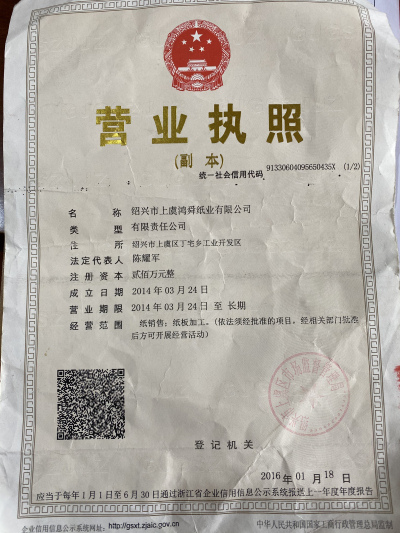 营业执照
(副 本)
统一社会信用代码 91330604095650435X (1/2)
名 称 绍兴市上虞鸿舜纸业有限公司
类 型 有限责任公司
住 所 绍兴市上虞区丁宅乡工业开发区
法定代表人 陈耀军
注册资本 贰佰万元整
成立日期 2014年03月24日
营业期限 2014年03月24日 至 长期
经营范围 纸销售；纸板加工。(依法须经批准的项目，经相关部门批准
后方可开展经营活动)
登记机关
2016年01月18日
应当于每年1月1日至6月30日通过浙江省企业信用信息公示系统报送上一年度年度报告
企业信用信息公示系统网址：http://gsxt.zjaic.gov.cn
中华人民共和国国家工商行政管理总局监制